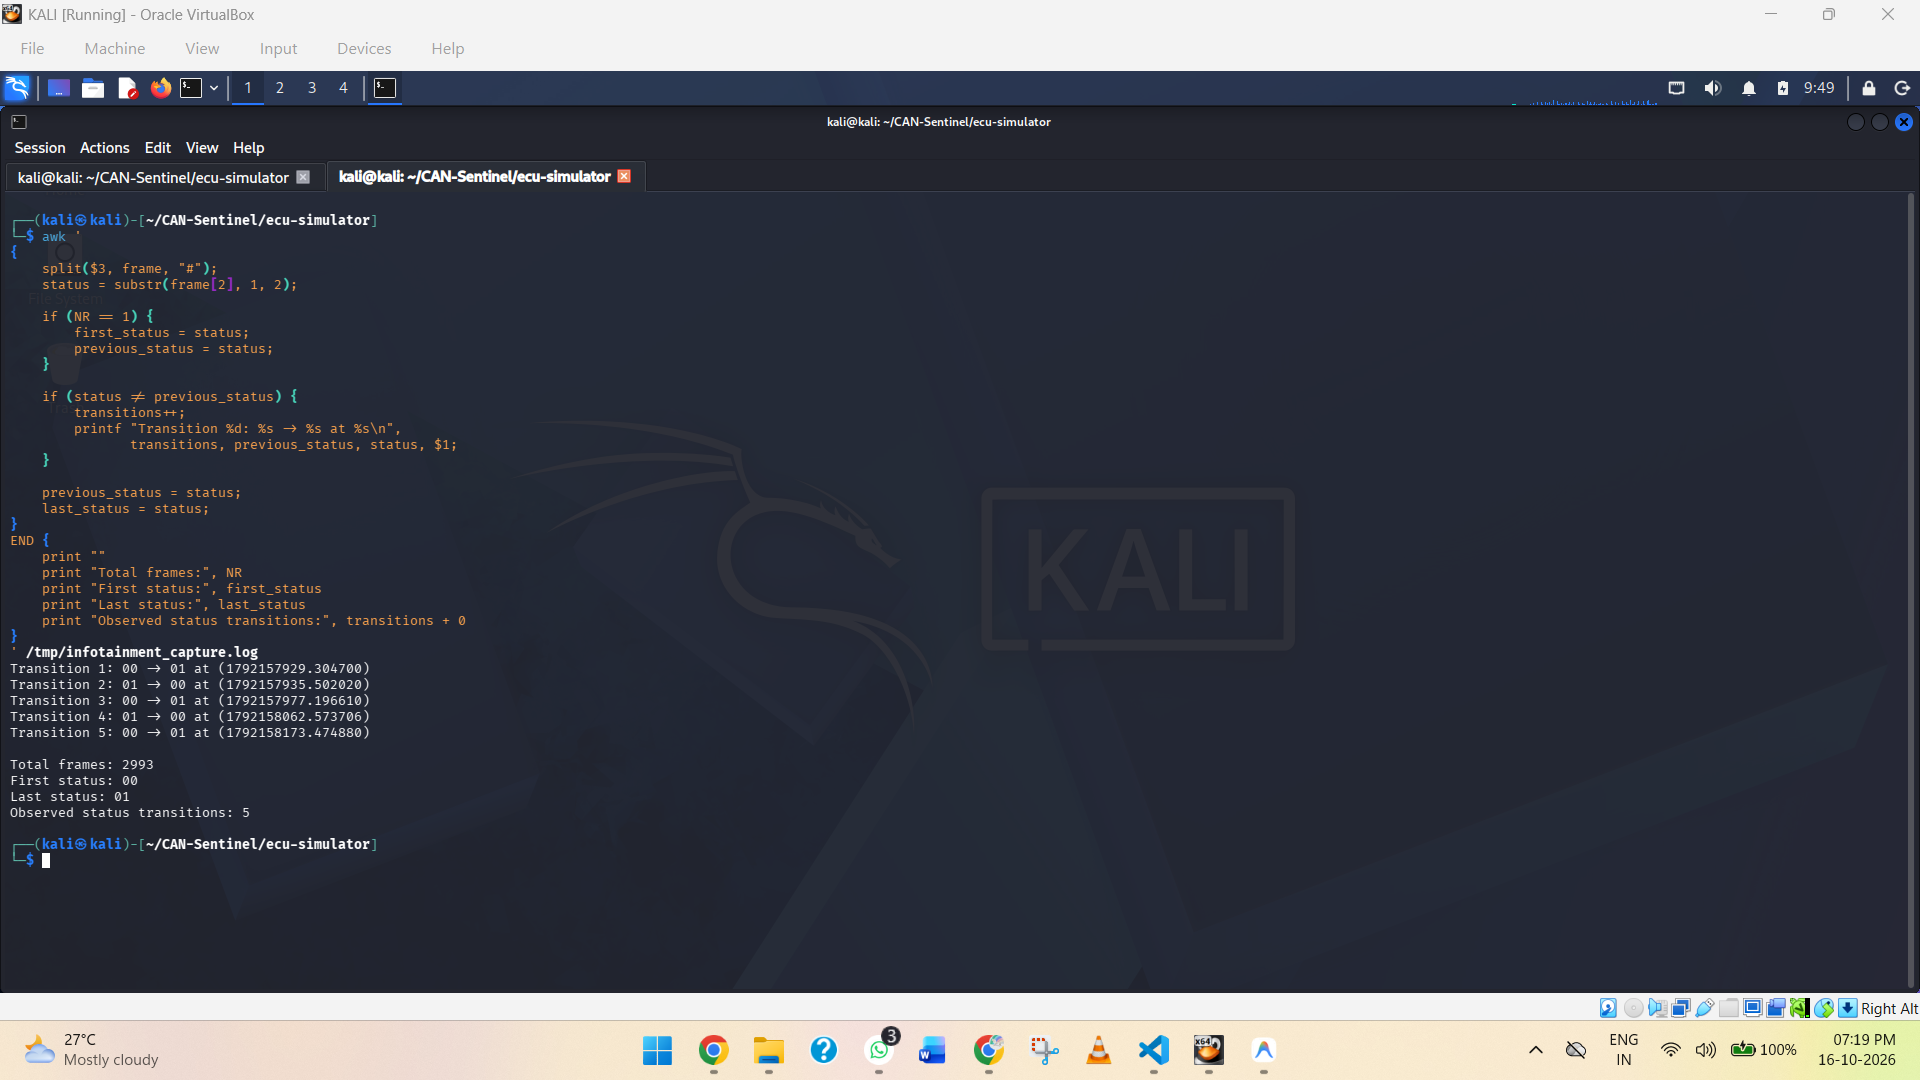 KALI [Running] - Oracle VirtualBox
File Machine View Input Devices Help
1 2 3 4 9:49
kali@kali: ~/CAN-Sentinel/ecu-simulator
Session Actions Edit View Help
kali@kali: ~/CAN-Sentinel/ecu-simulator kali@kali: ~/CAN-Sentinel/ecu-simulator
┌──(kali㉿kali)-[~/CAN-Sentinel/ecu-simulator]
└─$ awk '
{
    split($3, frame, "#");
    status = substr(frame[2], 1, 2);
    if (NR == 1) {
        first_status = status;
        previous_status = status;
    }
    if (status != previous_status) {
        transitions++;
        printf "Transition %d: %s -> %s at %s\n",
               transitions, previous_status, status, $1;
    }
    previous_status = status;
    last_status = status;
}
END {
    print ""
    print "Total frames:", NR
    print "First status:", first_status
    print "Last status:", last_status
    print "Observed status transitions:", transitions + 0
}
' /tmp/infotainment_capture.log
Transition 1: 00 -> 01 at (1792157929.304700)
Transition 2: 01 -> 00 at (1792157935.502020)
Transition 3: 00 -> 01 at (1792157977.196610)
Transition 4: 01 -> 00 at (1792158062.573706)
Transition 5: 00 -> 01 at (1792158173.474880)
Total frames: 2993
First status: 00
Last status: 01
Observed status transitions: 5
┌──(kali㉿kali)-[~/CAN-Sentinel/ecu-simulator]
└─$
KALI
File System
Right Alt
27°C
Mostly cloudy
3
ENG
IN
100%
07:19 PM
16-10-2026